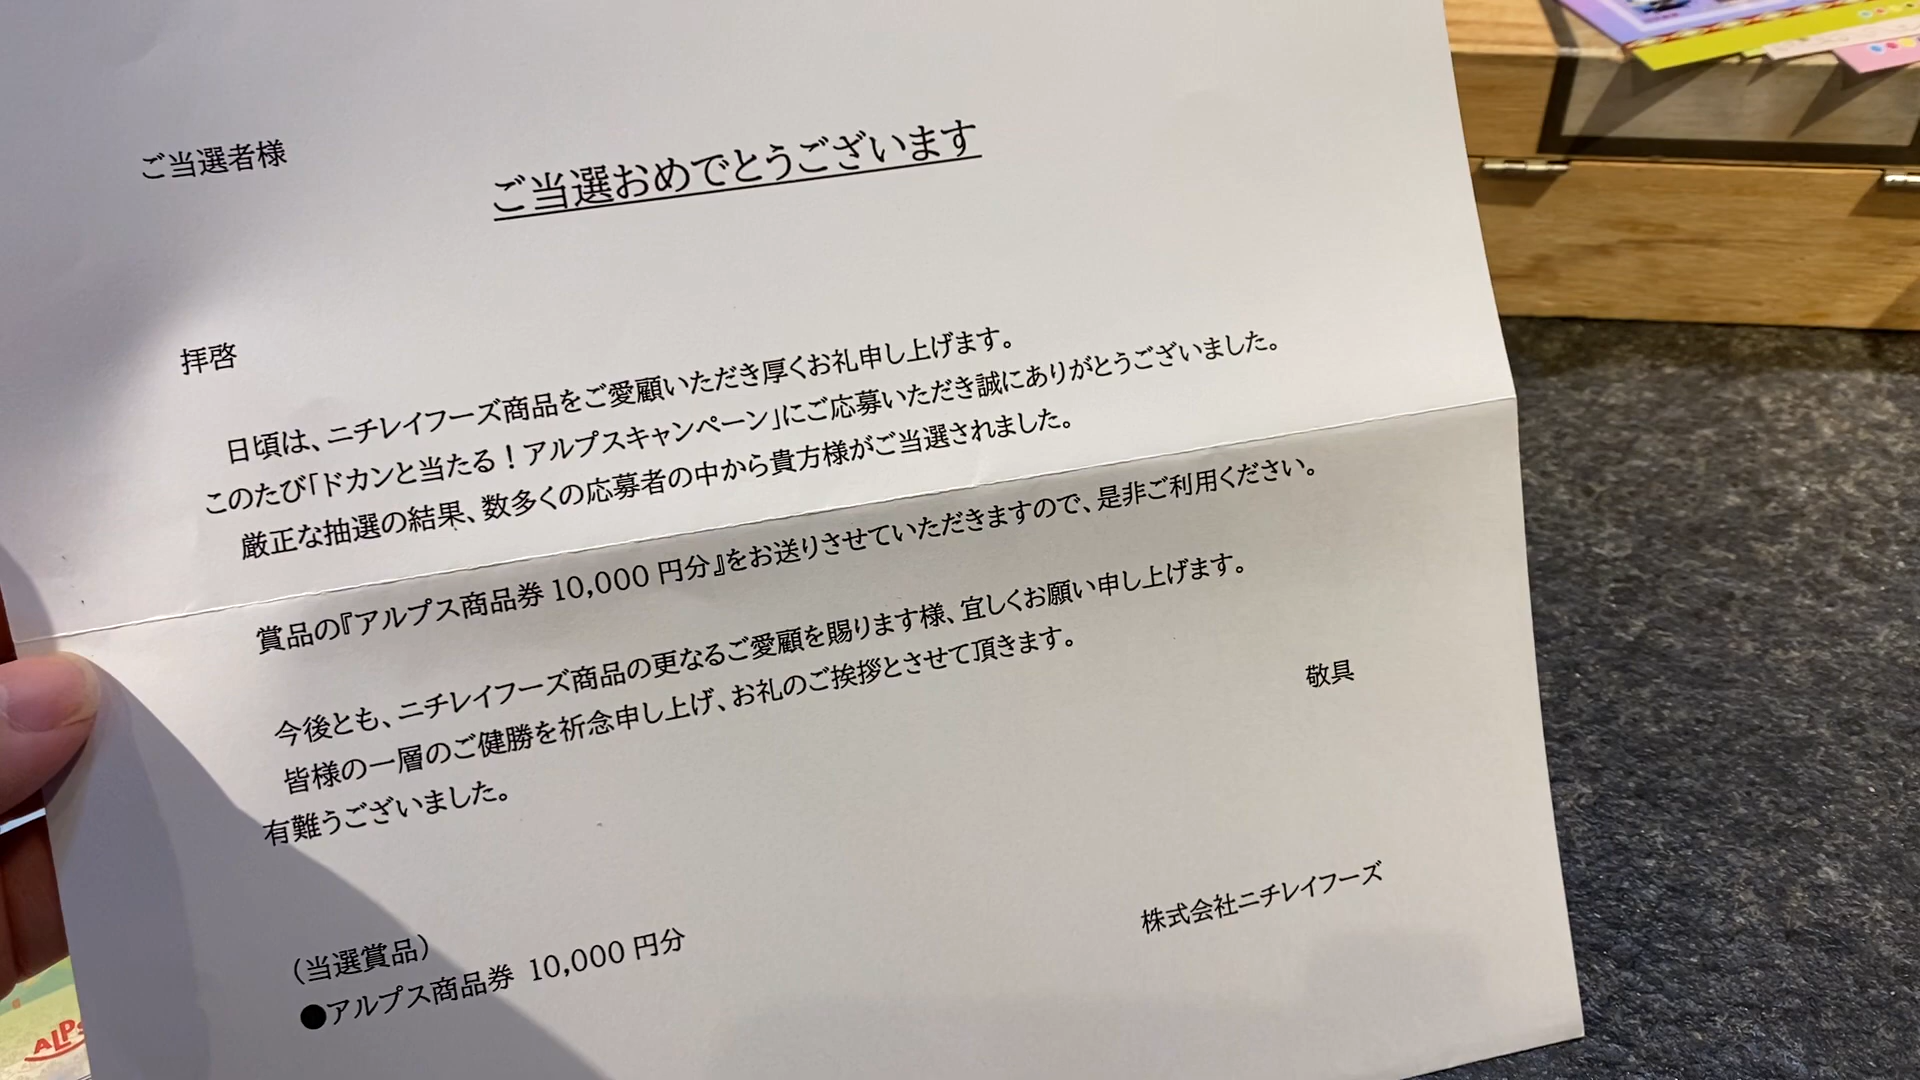 ご当選者様
ご当選おめでとうございます
拝啓
日頃は、ニチレイフーズ商品をご愛顧いただき厚くお礼申し上げます。
このたび「ドカンと当たる！アルプスキャンペーン」にご応募いただき誠にありがとうございました。
厳正な抽選の結果、数多くの応募者の中から貴方様がご当選されました。
賞品の『アルプス商品券 10,000 円分』をお送りさせていただきますので、是非ご利用ください。
今後とも、ニチレイフーズ商品の更なるご愛顧を賜ります様、宜しくお願い申し上げます。
皆様の一層のご健勝を祈念申し上げ、お礼のご挨拶とさせて頂きます。
有難うございました。
敬具
株式会社ニチレイフーズ
（当選賞品）
●アルプス商品券 10,000 円分
ALPS